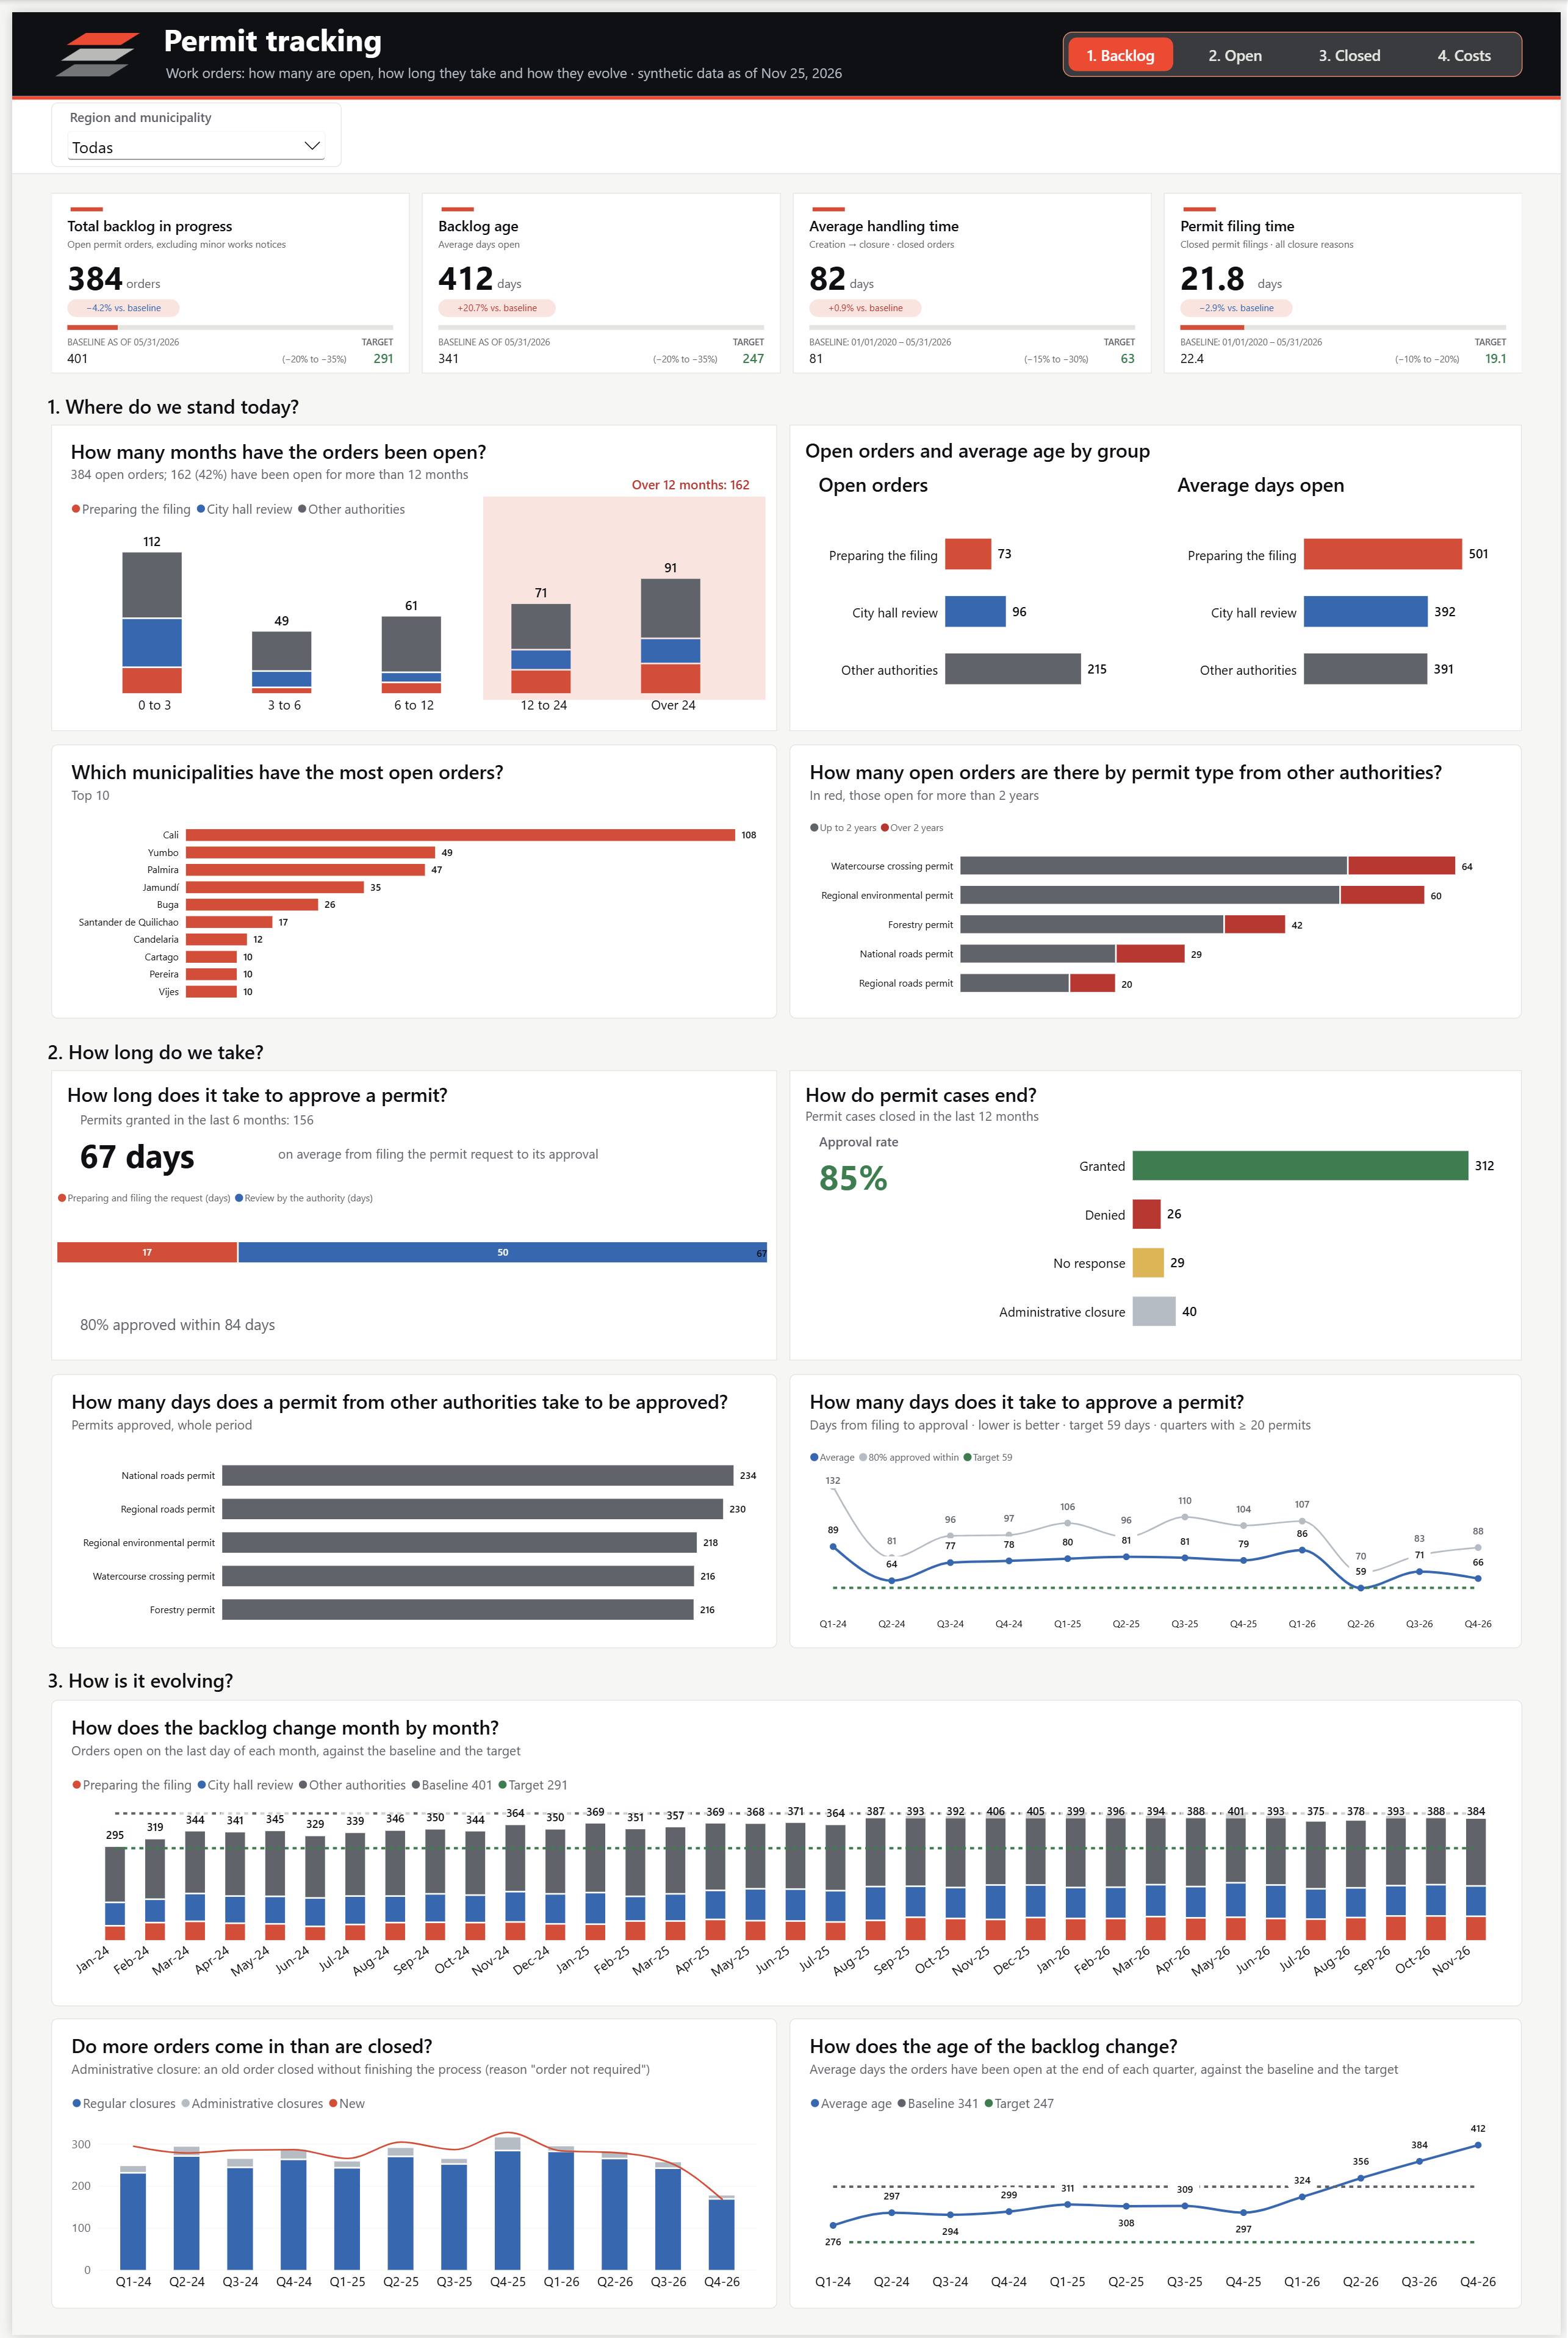 Permit tracking
Work orders: how many are open, how long they take and how they evolve · synthetic data as of Nov 25, 2026
1. Backlog
2. Open
3. Closed
4. Costs
Region and municipality
Todas
Total backlog in progress
Open permit orders, excluding minor works notices
384 orders
−4.2% vs. baseline
BASELINE AS OF 05/31/2026 TARGET
401 (−20% to −35%) 291
Backlog age
Average days open
412 days
+20.7% vs. baseline
BASELINE AS OF 05/31/2026 TARGET
341 (−20% to −35%) 247
Average handling time
Creation → closure · closed orders
82 days
+0.9% vs. baseline
BASELINE: 01/01/2020 – 05/31/2026 TARGET
81 (−15% to −30%) 63
Permit filing time
Closed permit filings · all closure reasons
21.8 days
−2.9% vs. baseline
BASELINE: 01/01/2020 – 05/31/2026 TARGET
22.4 (−10% to −20%) 19.1
1. Where do we stand today?
How many months have the orders been open?
384 open orders; 162 (42%) have been open for more than 12 months
Over 12 months: 162
Preparing the filing City hall review Other authorities
112
49
61
71
91
0 to 3
3 to 6
6 to 12
12 to 24
Over 24
Open orders and average age by group
Open orders
Preparing the filing 73
City hall review 96
Other authorities 215
Average days open
Preparing the filing 501
City hall review 392
Other authorities 391
Which municipalities have the most open orders?
Top 10
Cali 108
Yumbo 49
Palmira 47
Jamundí 35
Buga 26
Santander de Quilichao 17
Candelaria 12
Cartago 10
Pereira 10
Vijes 10
How many open orders are there by permit type from other authorities?
In red, those open for more than 2 years
Up to 2 years Over 2 years
Watercourse crossing permit 64
Regional environmental permit 60
Forestry permit 42
National roads permit 29
Regional roads permit 20
2. How long do we take?
How long does it take to approve a permit?
Permits granted in the last 6 months: 156
67 days
on average from filing the permit request to its approval
Preparing and filing the request (days) Review by the authority (days)
17 50 67
80% approved within 84 days
How do permit cases end?
Permit cases closed in the last 12 months
Approval rate
85%
Granted 312
Denied 26
No response 29
Administrative closure 40
How many days does a permit from other authorities take to be approved?
Permits approved, whole period
National roads permit 234
Regional roads permit 230
Regional environmental permit 218
Watercourse crossing permit 216
Forestry permit 216
How many days does it take to approve a permit?
Days from filing to approval · lower is better · target 59 days · quarters with ≥ 20 permits
Average 80% approved within Target 59
132 81 96 97 106 96 110 104 107 70 83 88
89 64 77 78 80 81 81 79 86 59 71 66
Q1-24 Q2-24 Q3-24 Q4-24 Q1-25 Q2-25 Q3-25 Q4-25 Q1-26 Q2-26 Q3-26 Q4-26
3. How is it evolving?
How does the backlog change month by month?
Orders open on the last day of each month, against the baseline and the target
Preparing the filing City hall review Other authorities Baseline 401 Target 291
295 319 344 341 345 329 339 346 350 344 364 350 369 351 357 369 368 371 364 387 393 392 406 405 399 396 394 388 401 393 375 378 393 388 384
Jan-24 Feb-24 Mar-24 Apr-24 May-24 Jun-24 Jul-24 Aug-24 Sep-24 Oct-24 Nov-24 Dec-24 Jan-25 Feb-25 Mar-25 Apr-25 May-25 Jun-25 Jul-25 Aug-25 Sep-25 Oct-25 Nov-25 Dec-25 Jan-26 Feb-26 Mar-26 Apr-26 May-26 Jun-26 Jul-26 Aug-26 Sep-26 Oct-26 Nov-26
Do more orders come in than are closed?
Administrative closure: an old order closed without finishing the process (reason "order not required")
Regular closures Administrative closures New
300
200
100
0
Q1-24 Q2-24 Q3-24 Q4-24 Q1-25 Q2-25 Q3-25 Q4-25 Q1-26 Q2-26 Q3-26 Q4-26
How does the age of the backlog change?
Average days the orders have been open at the end of each quarter, against the baseline and the target
Average age Baseline 341 Target 247
276 297 294 299 311 308 309 297 324 356 384 412
Q1-24 Q2-24 Q3-24 Q4-24 Q1-25 Q2-25 Q3-25 Q4-25 Q1-26 Q2-26 Q3-26 Q4-26